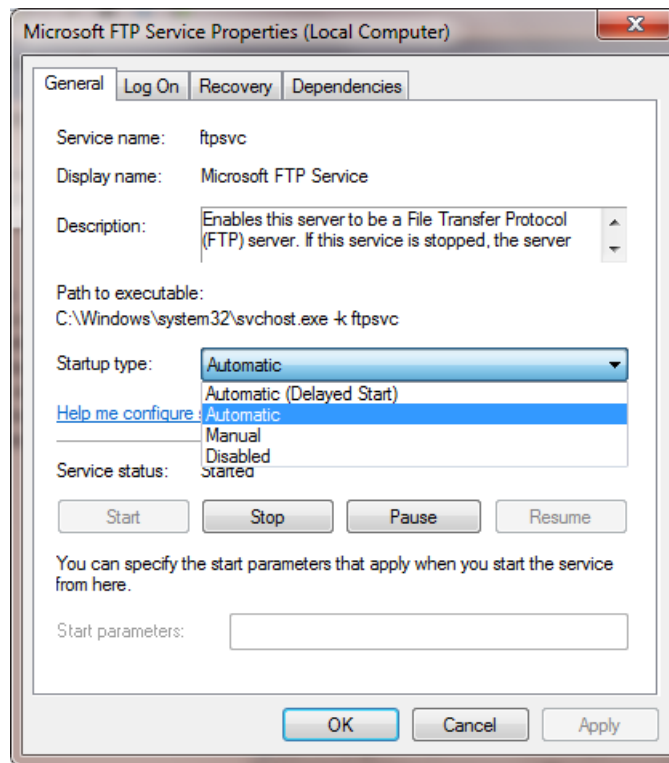 Microsoft FTP Service Properties (Local Computer)
General Log On Recovery Dependencies
Service name: ftpsvc
Display name: Microsoft FTP Service
Description: Enables this server to be a File Transfer Protocol
(FTP) server. If this service is stopped, the server
Path to executable:
C:\Windows\system32\svchost.exe -k ftpsvc
Startup type: Automatic
Automatic (Delayed Start)
Help me configure Automatic
Manual
Disabled
Service status: Started
Start Stop Pause Resume
You can specify the start parameters that apply when you start the service
from here.
Start parameters:
OK Cancel Apply